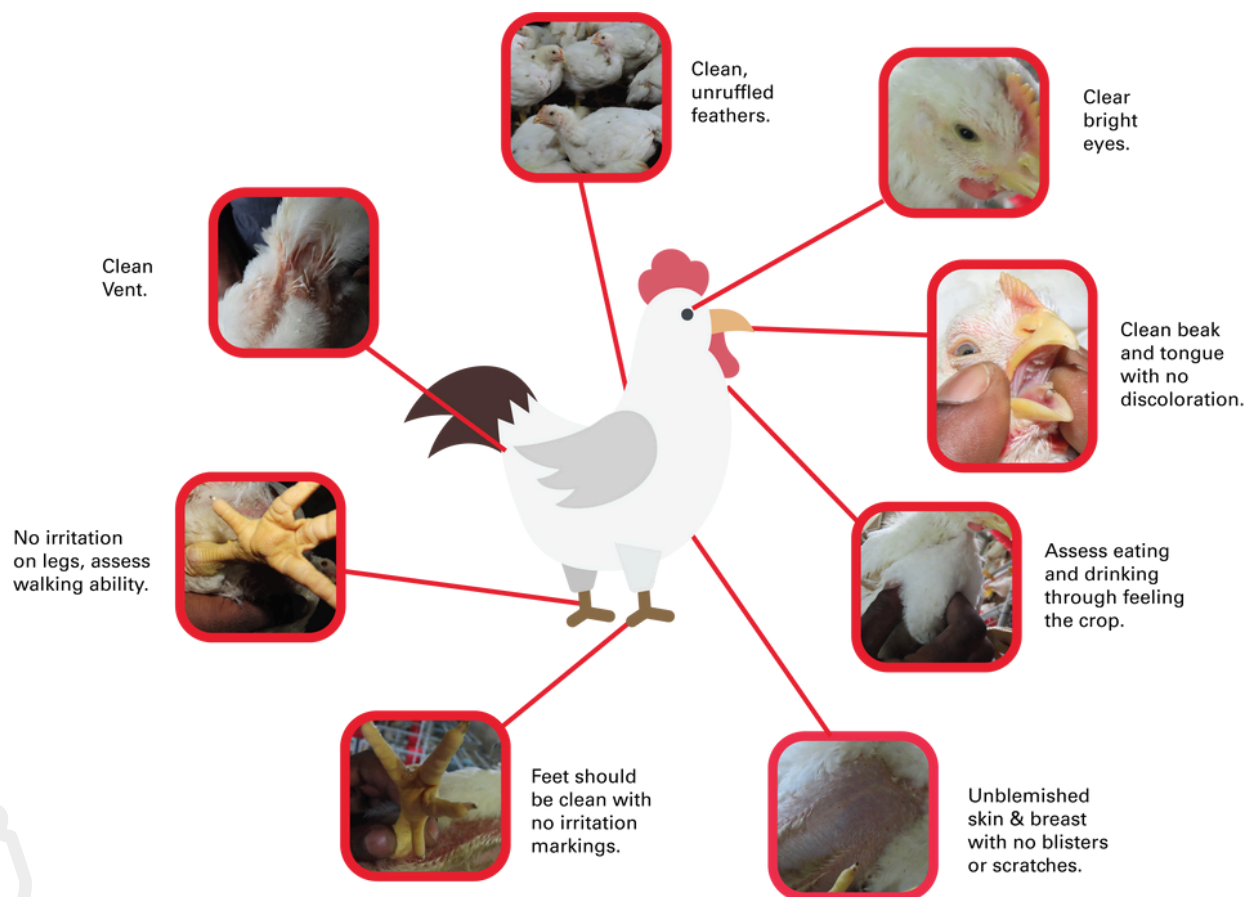 Clean,
unruffled
feathers.
Clear
bright
eyes.
Clean
Vent.
Clean beak
and tongue
with no
discoloration.
No irritation
on legs, assess
walking ability.
Assess eating
and drinking
through feeling
the crop.
Feet should
be clean with
no irritation
markings.
Unblemished
skin & breast
with no blisters
or scratches.